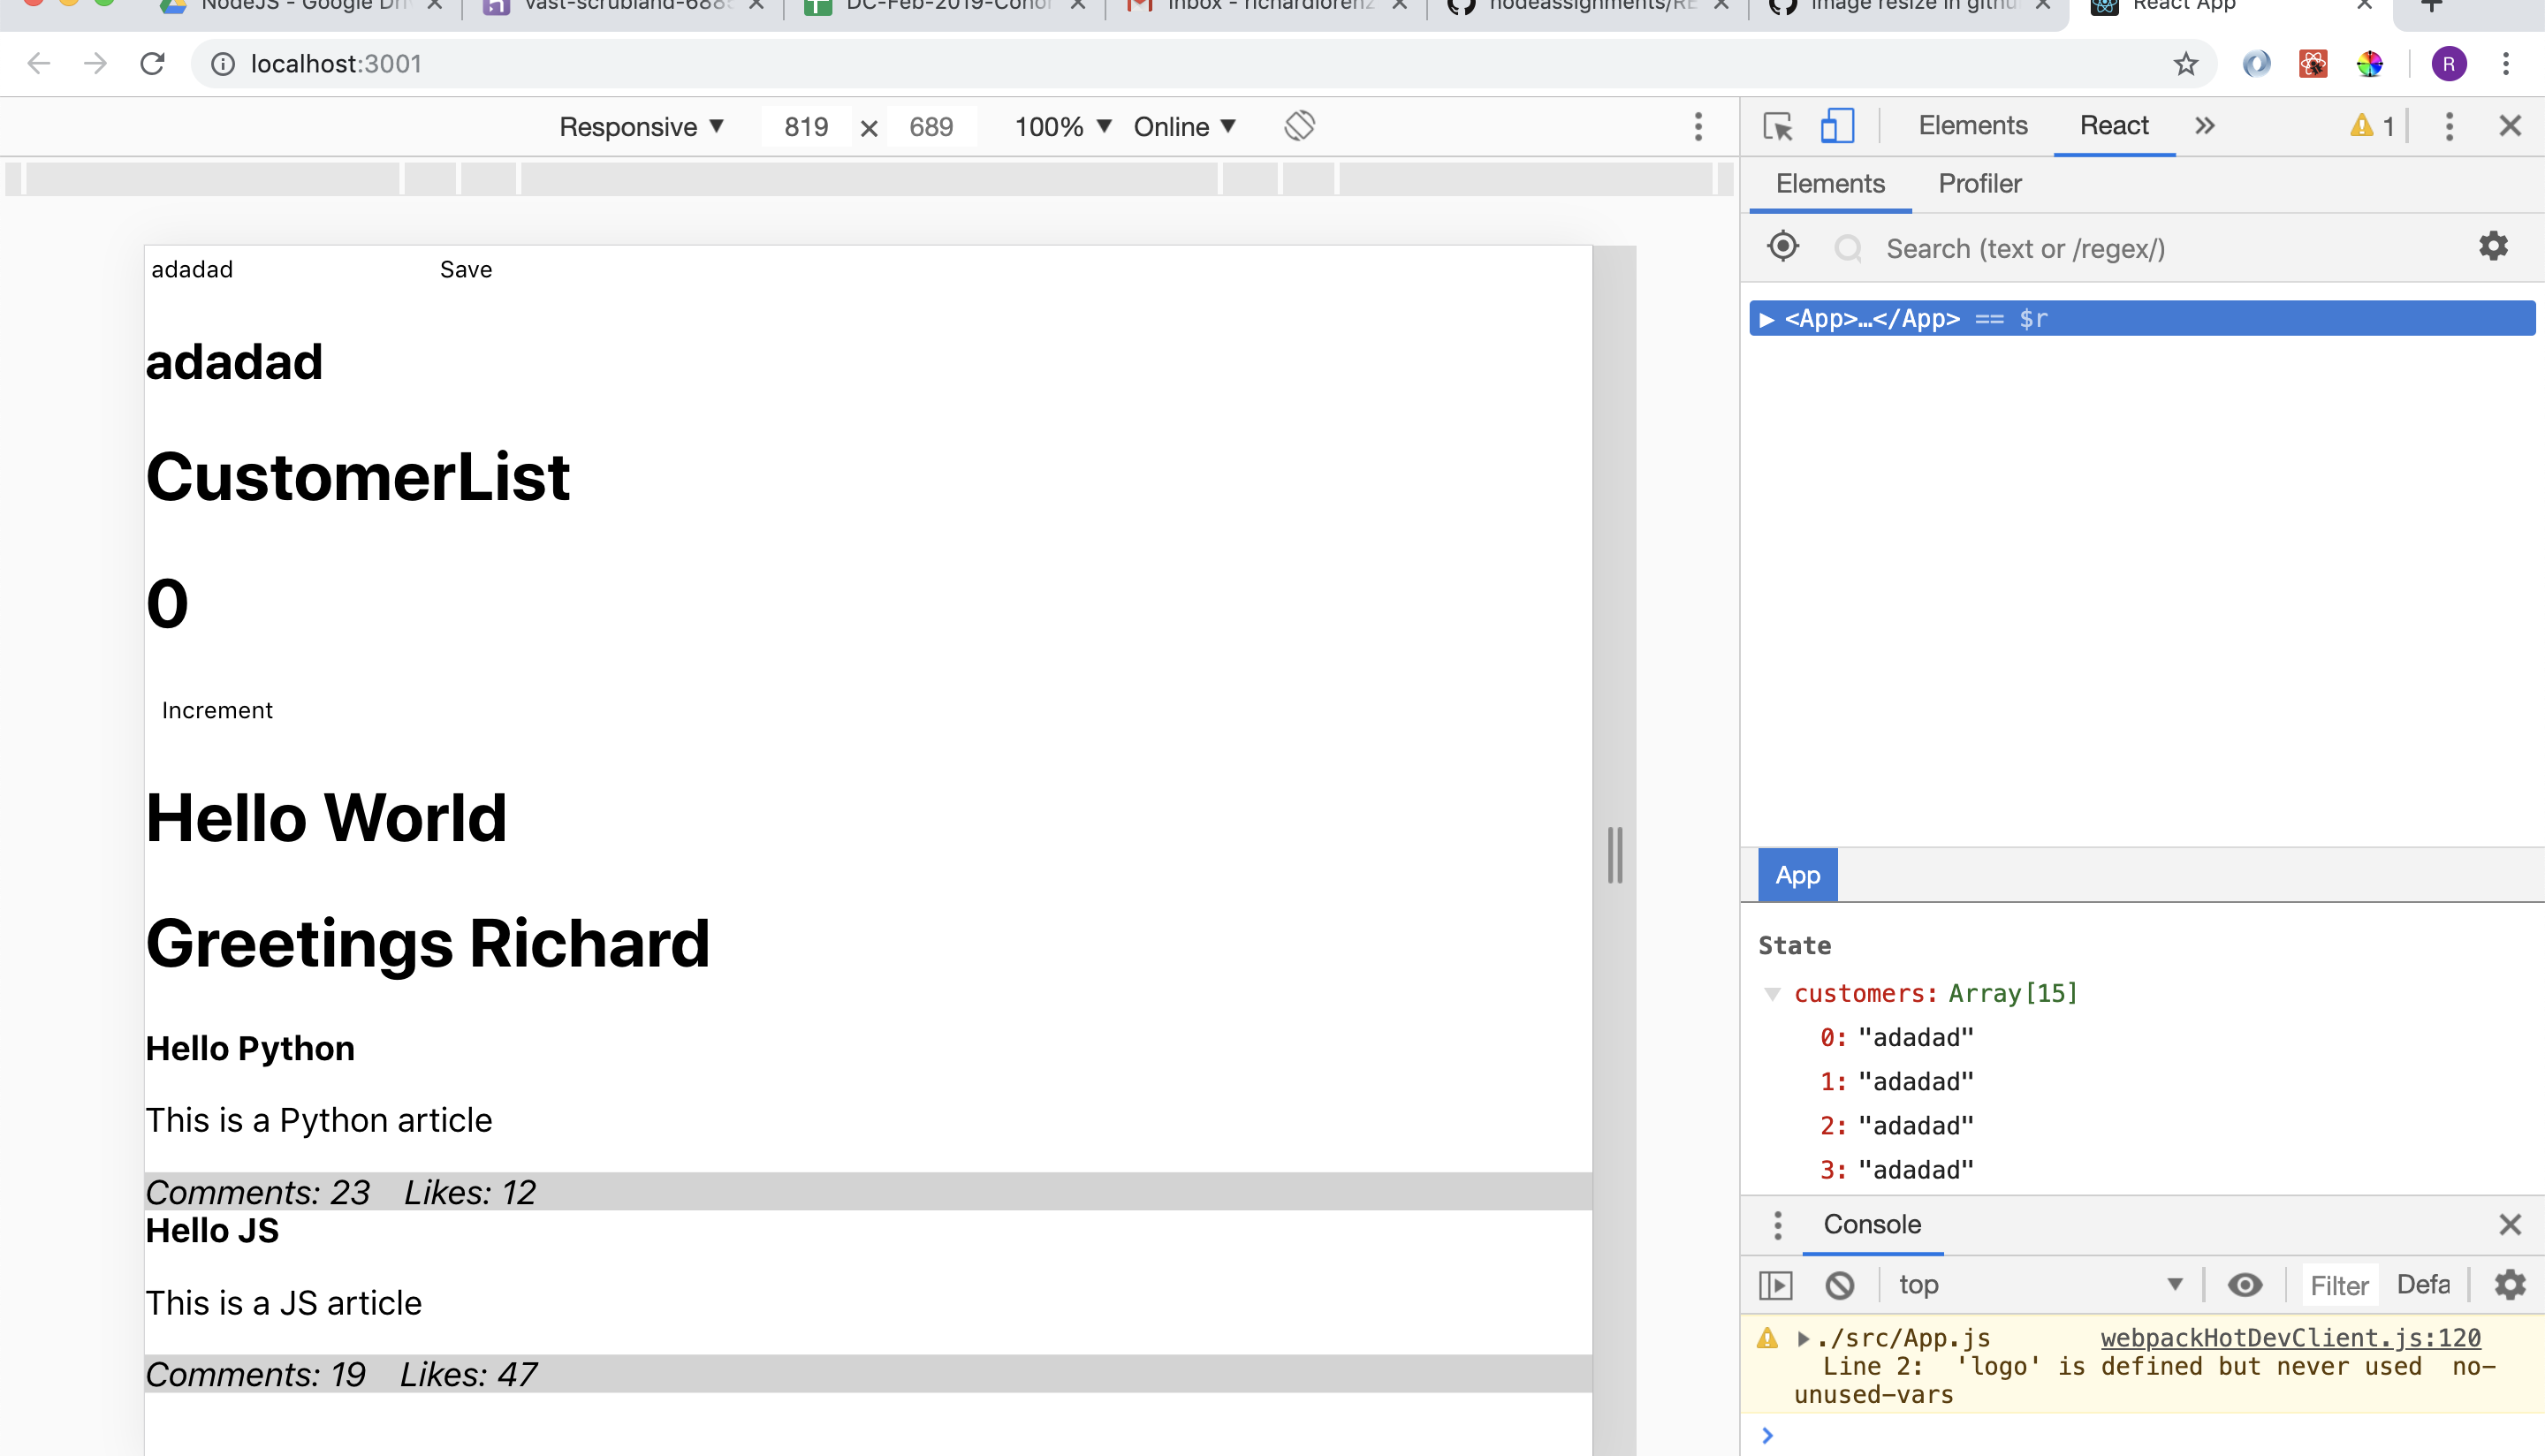 NodeJS - Google Dri
vast-scrubland-6885
DC-Feb-2019-Cohor
Inbox - richardlorenz
nodeassignments/RE
image resize in githu
React App
localhost:3001
R
Responsive ▼ 819 × 689 100% ▼ Online ▼
Elements React » 1
Elements Profiler
Search (text or /regex/)
<App>…</App> == $r
adadad Save
adadad
CustomerList
0
Increment
Hello World
Greetings Richard
Hello Python
This is a Python article
Comments: 23 Likes: 12
Hello JS
This is a JS article
Comments: 19 Likes: 47
App
State
customers: Array[15]
0: "adadad"
1: "adadad"
2: "adadad"
3: "adadad"
Console
top Filter Defa
./src/App.js webpackHotDevClient.js:120
Line 2: 'logo' is defined but never used no-
unused-vars